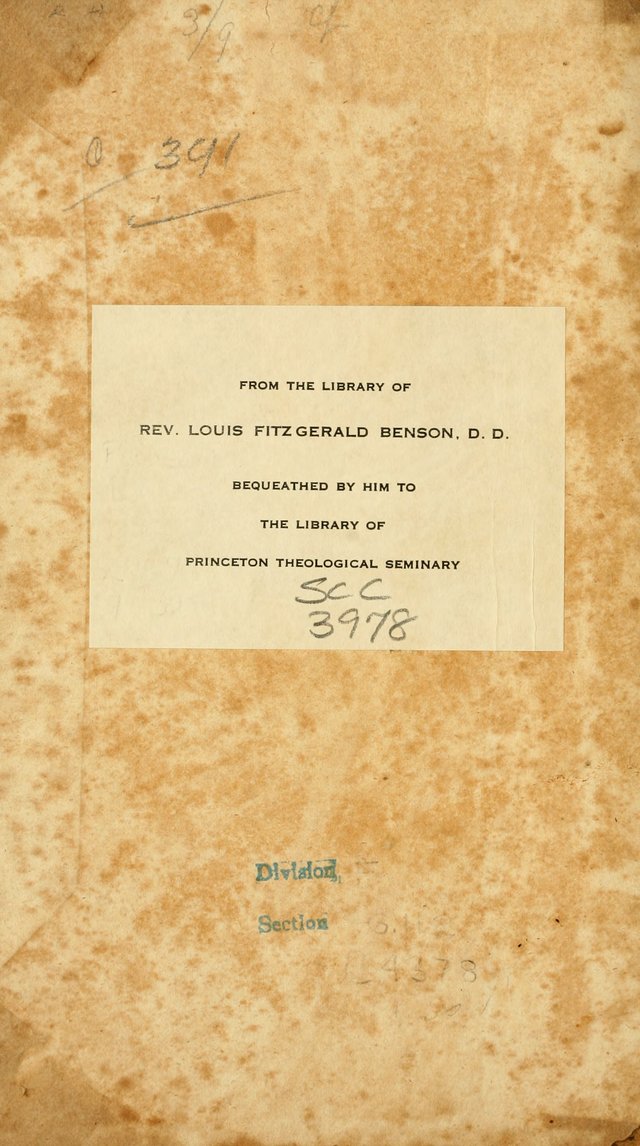 3/9
391
FROM THE LIBRARY OF
REV. LOUIS FITZGERALD BENSON, D. D.
BEQUEATHED BY HIM TO
THE LIBRARY OF
PRINCETON THEOLOGICAL SEMINARY
SCC
3978
Division
Section